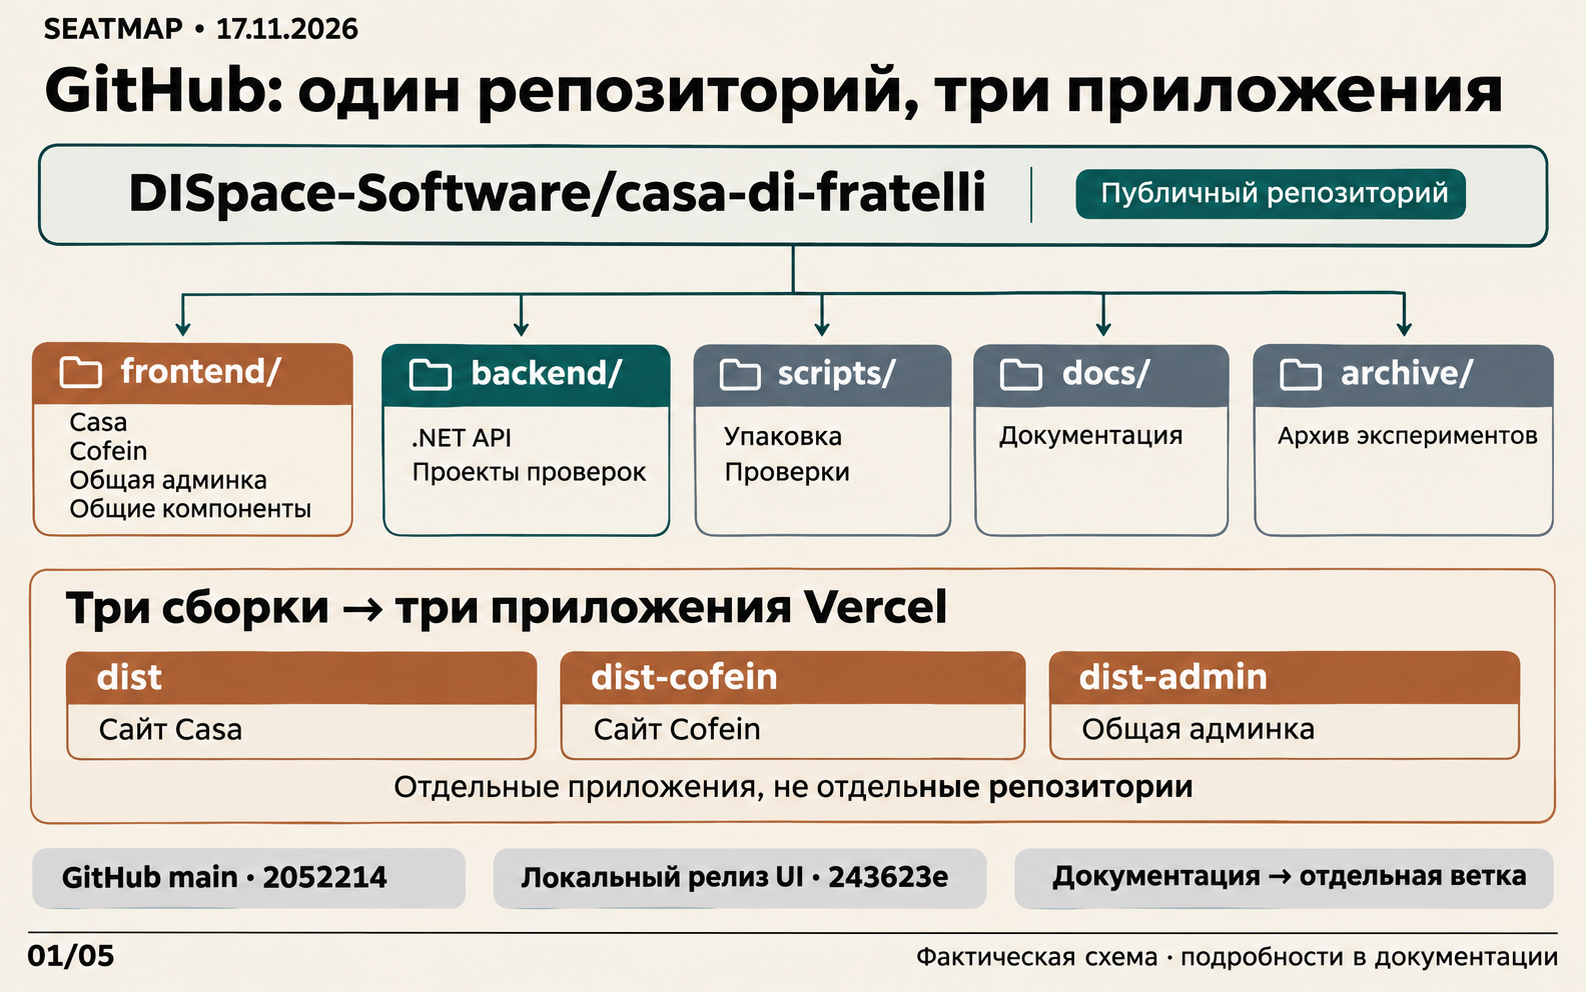 SEATMAP • 17.11.2026
GitHub: один репозиторий, три приложения
DISpace-Software/casa-di-fratelli
Публичный репозиторий
frontend/
Casa
Cofein
Общая админка
Общие компоненты
backend/
.NET API
Проекты проверок
scripts/
Упаковка
Проверки
docs/
Документация
archive/
Архив экспериментов
Три сборки → три приложения Vercel
dist
Сайт Casa
dist-cofein
Сайт Cofein
dist-admin
Общая админка
Отдельные приложения, не отдельные репозитории
GitHub main · 2052214
Локальный релиз UI · 243623e
Документация → отдельная ветка
01/05
Фактическая схема · подробности в документации